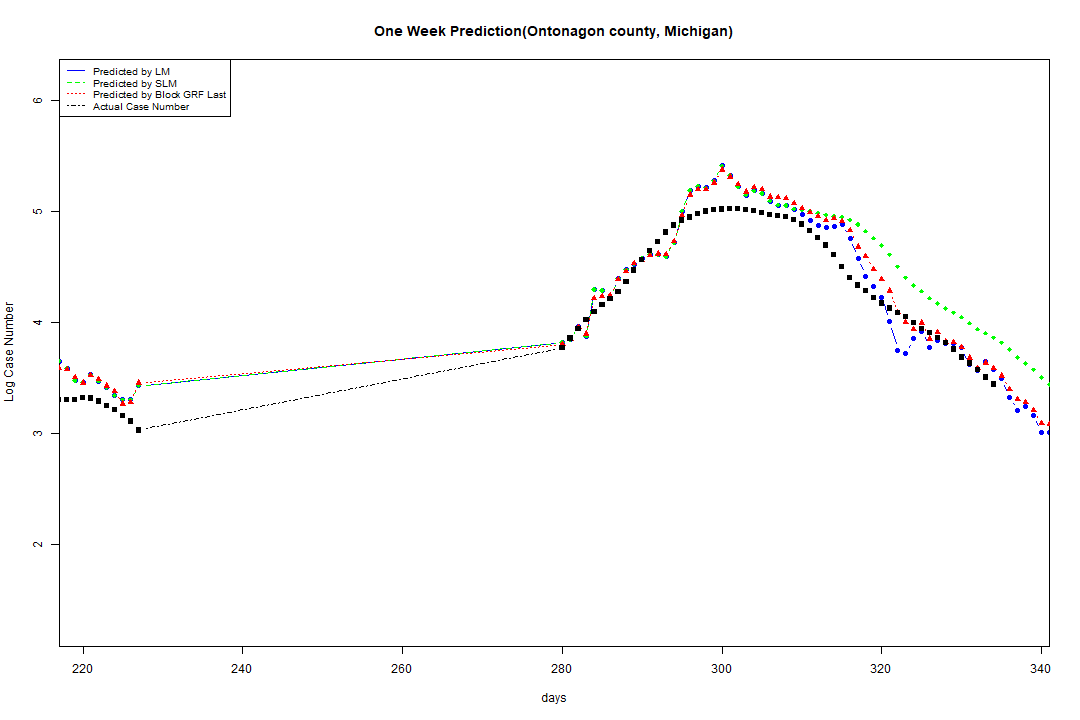 One Week Prediction(Ontonagon county, Michigan)
Predicted by LM
Predicted by SLM
Predicted by Block GRF Last
Actual Case Number
6
5
4
3
2
Log Case Number
220 240 260 280 300 320 340
days